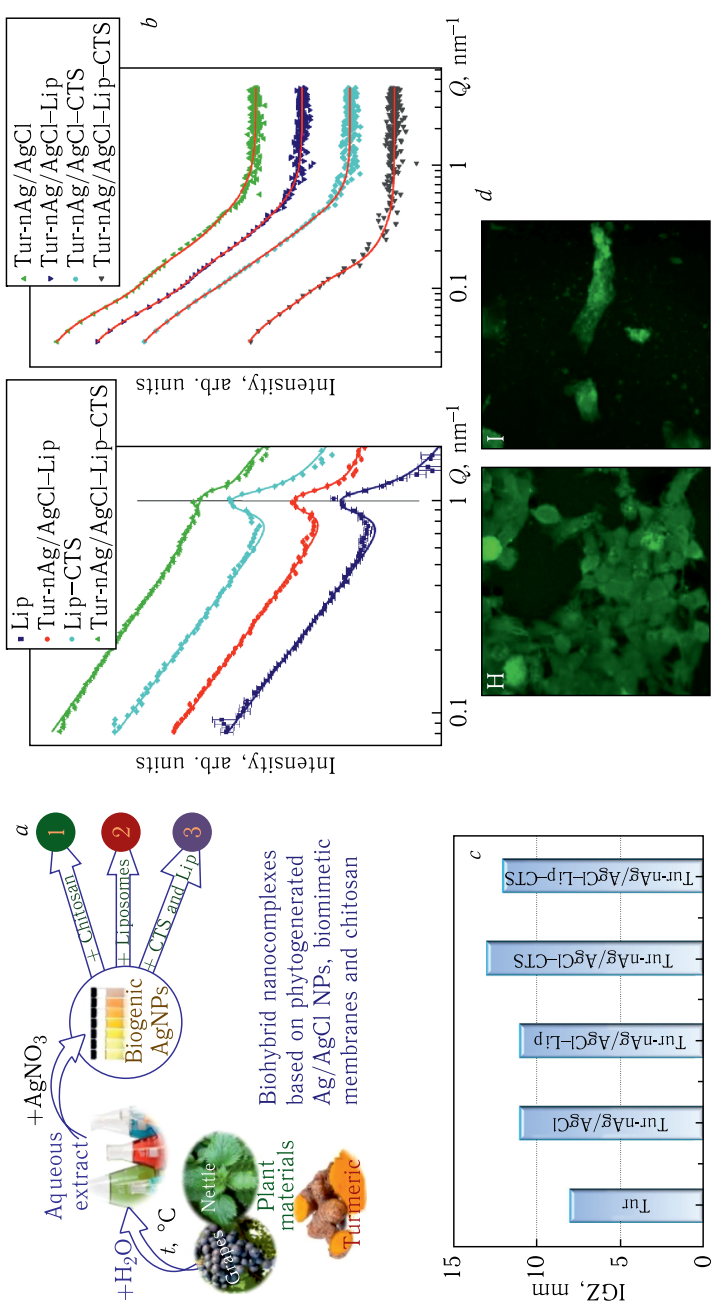 a
+H₂O
t, °C
Aqueous
extract
+AgNO₃
Grapes
Nettle
Plant
materials
Turmeric
Biogenic
AgNPs
+ Chitosan
+ Liposomes
+ CTS and Lip
1
2
3
Biohybrid nanocomplexes
based on phytogenerated
Ag/AgCl NPs, biomimetic
membranes and chitosan
b
Intensity, arb. units
Lip
Tur-nAg/AgCl–Lip
Lip–CTS
Tur-nAg/AgCl–Lip–CTS
0.1
1
Q, nm⁻¹
Intensity, arb. units
Tur-nAg/AgCl
Tur-nAg/AgCl–Lip
Tur-nAg/AgCl–CTS
Tur-nAg/AgCl–Lip–CTS
0.1
1
Q, nm⁻¹
c
IGZ, mm
15
10
5
0
Tur
Tur-nAg/AgCl
Tur-nAg/AgCl–Lip
Tur-nAg/AgCl–CTS
Tur-nAg/AgCl–Lip–CTS
d
H
I